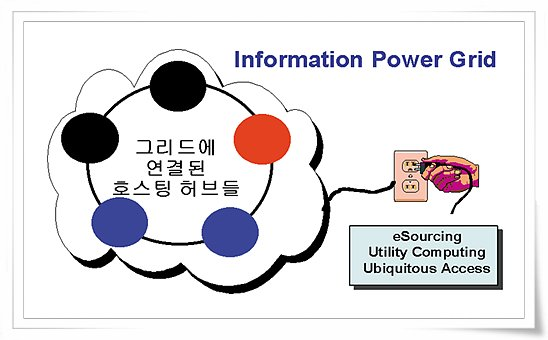 Information Power Grid
그리드에
연결된
호스팅 허브들
eSourcing
Utility Computing
Ubiquitous Access